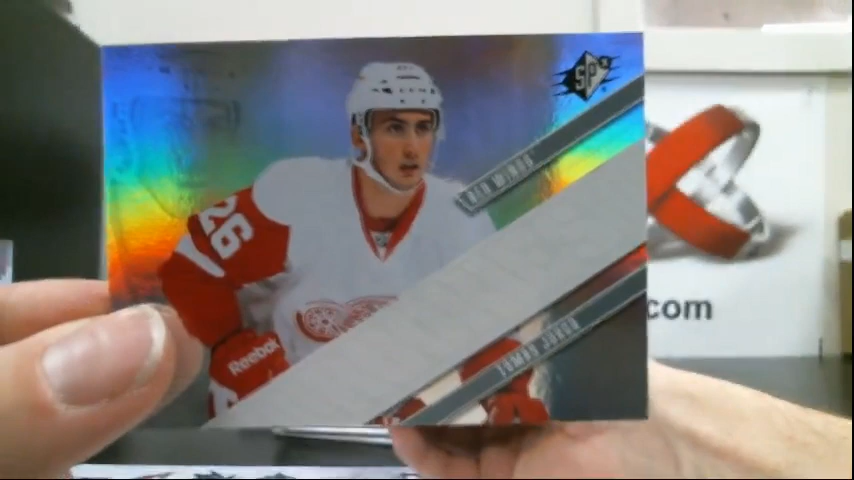 SPX
RED WINGS
26
Reebok
TOMAS JURCO
com